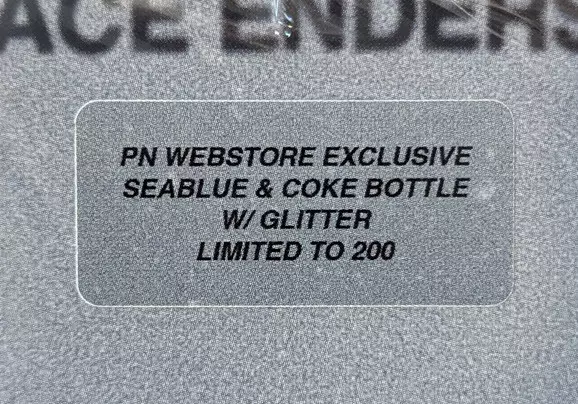 ACE ENDERS
PN WEBSTORE EXCLUSIVE
SEABLUE & COKE BOTTLE
W/ GLITTER
LIMITED TO 200